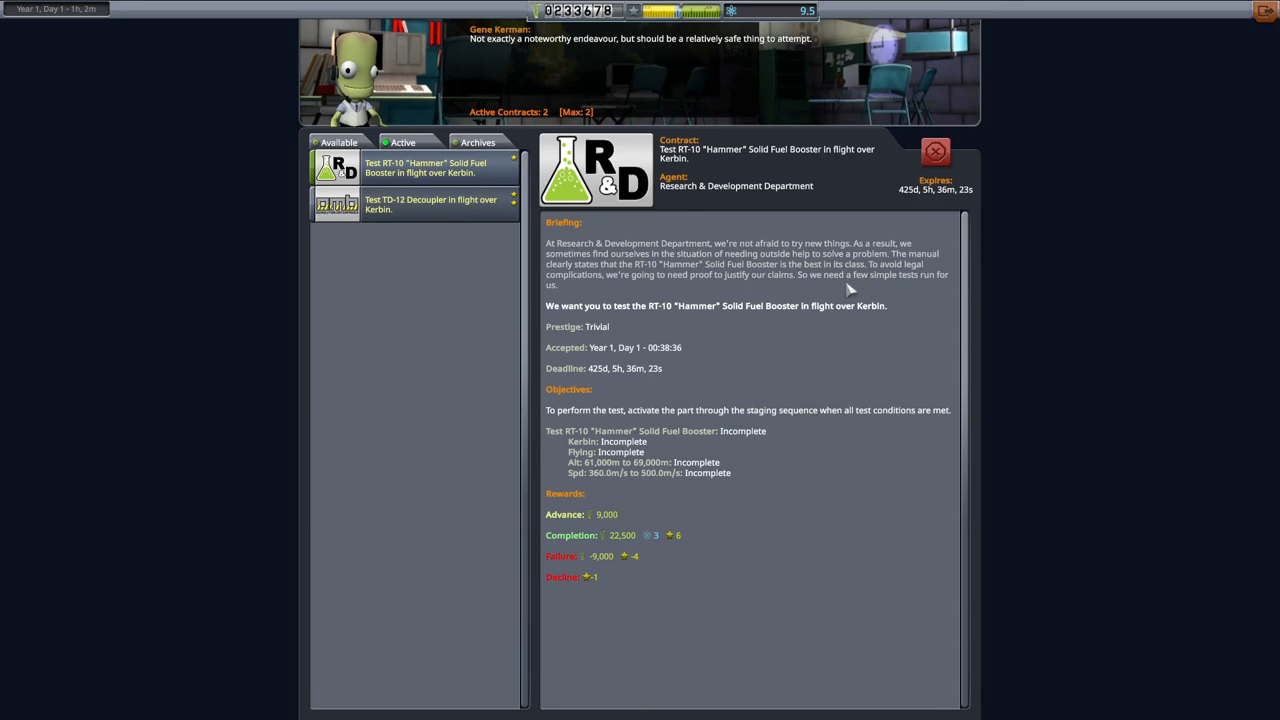 Year 1, Day 1 - 1h, 2m
0233678
9.5
Gene Kerman:
Not exactly a noteworthy endeavour, but should be a relatively safe thing to attempt.
Active Contracts: 2 [Max: 2]
Available
Active
Archives
R&D
Test RT-10 "Hammer" Solid Fuel
Booster in flight over Kerbin.
Test TD-12 Decoupler in flight over
Kerbin.
R&D
Contract:
Test RT-10 "Hammer" Solid Fuel Booster in flight over
Kerbin.
Agent:
Research & Development Department
Expires:
425d, 5h, 36m, 23s
Briefing:
At Research & Development Department, we're not afraid to try new things. As a result, we
sometimes find ourselves in the situation of needing outside help to solve a problem. The manual
clearly states that the RT-10 "Hammer" Solid Fuel Booster is the best in its class. To avoid legal
complications, we're going to need proof to justify our claims. So we need a few simple tests run for
us.
We want you to test the RT-10 "Hammer" Solid Fuel Booster in flight over Kerbin.
Prestige: Trivial
Accepted: Year 1, Day 1 - 00:38:36
Deadline: 425d, 5h, 36m, 23s
Objectives:
To perform the test, activate the part through the staging sequence when all test conditions are met.
Test RT-10 "Hammer" Solid Fuel Booster: Incomplete
Kerbin: Incomplete
Flying: Incomplete
Alt: 61,000m to 69,000m: Incomplete
Spd: 360.0m/s to 500.0m/s: Incomplete
Rewards:
Advance: 9,000
Completion: 22,500 3 6
Failure: -9,000 -4
Decline: -1